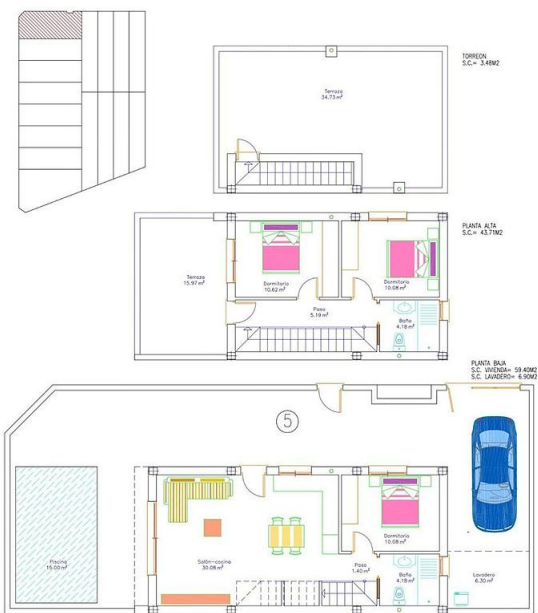 TORREON
S.C.= 3.48M2
Terraza
34.73 m²
PLANTA ALTA
S.C.= 43.71M2
Terraza
15.97 m²
Dormitorio
10.62 m²
Dormitorio
10.08 m²
Paso
5.19 m²
Baño
4.18 m²
PLANTA BAJA
S.C. VIVIENDA= 59.40M2
S.C. LAVADERO= 6.90M2
5
Piscina
15.00 m²
Salón-cocina
30.08 m²
Dormitorio
10.08 m²
Paso
1.40 m²
Baño
4.18 m²
Lavadero
6.30 m²